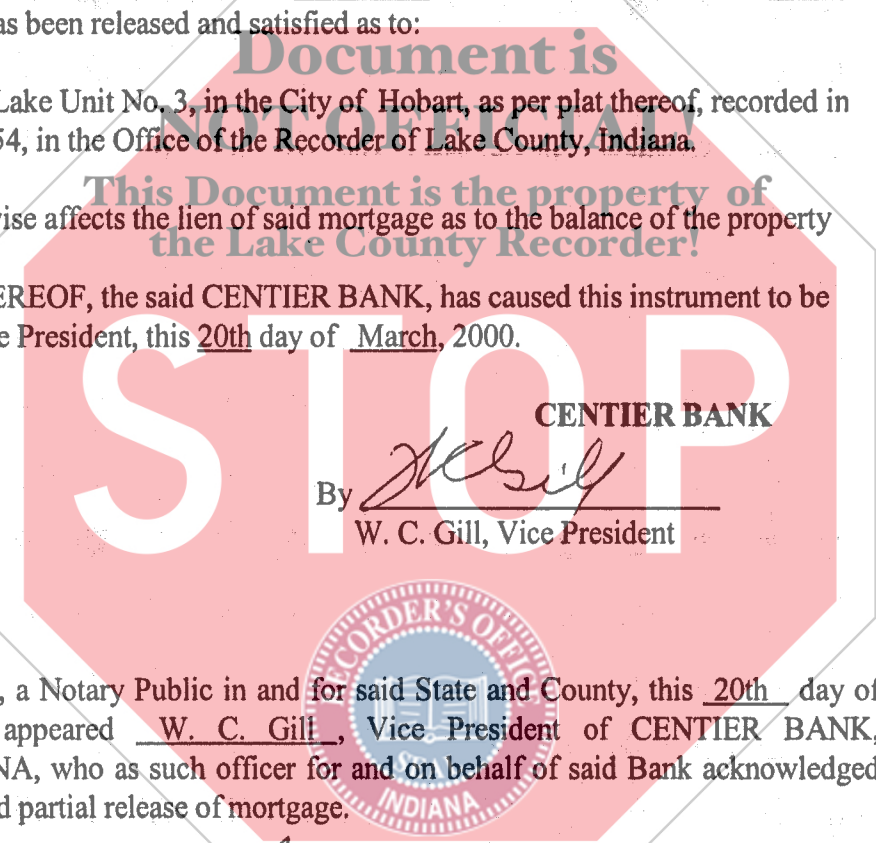 as been released and satisfied as to:
Document is
Lake Unit No. 3, in the City of Hobart, as per plat thereof, recorded in
NOT OFFICIAL!
54, in the Office of the Recorder of Lake County, Indiana.
This Document is the property of
vise affects the lien of said mortgage as to the balance of the property
the Lake County Recorder!
EREOF, the said CENTIER BANK, has caused this instrument to be
e President, this 20th day of March, 2000.
STOP
CENTIER BANK
By
W. C. Gill, Vice President
RECORDER'S OFFICE
, a Notary Public in and for said State and County, this 20th day of
appeared W. C. Gill, Vice President of CENTIER BANK,
SEAL
NA, who as such officer for and on behalf of said Bank acknowledged
INDIANA
d partial release of mortgage.